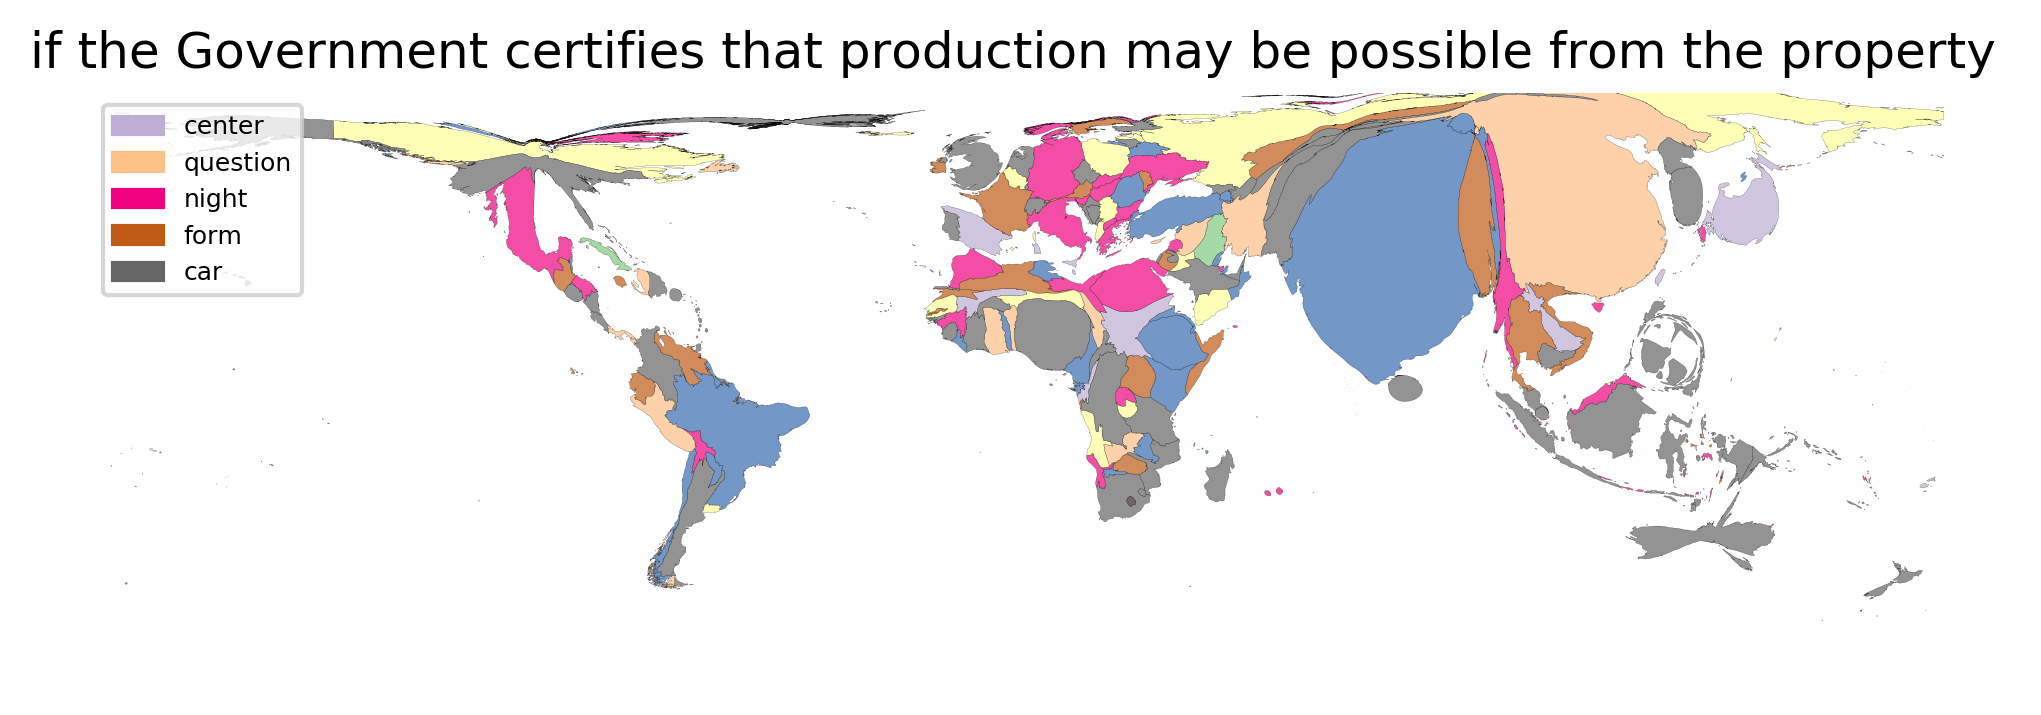 if the Government certifies that production may be possible from the property
center
question
night
form
car